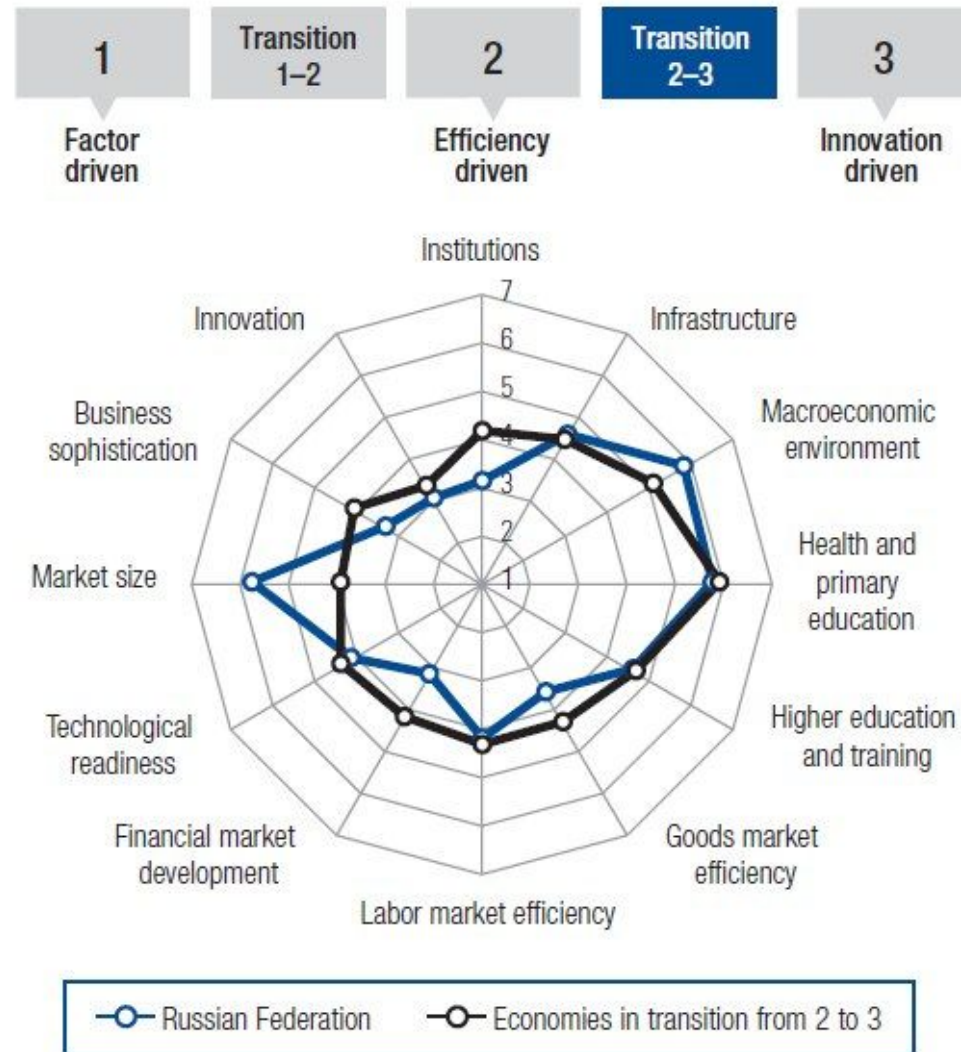 1
Transition
1–2
2
Transition
2–3
3
Factor
driven
Efficiency
driven
Innovation
driven
Institutions
7
6
5
4
3
2
1
Infrastructure
Macroeconomic
environment
Health and
primary
education
Higher education
and training
Goods market
efficiency
Labor market efficiency
Financial market
development
Technological
readiness
Market size
Business
sophistication
Innovation
Russian Federation
Economies in transition from 2 to 3